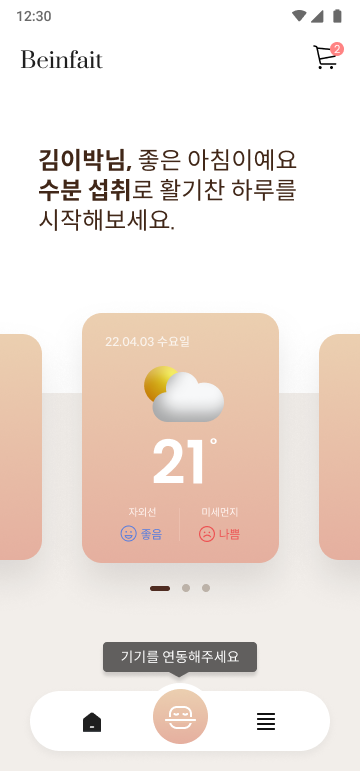 12:30
Beinfait
2
김이박님, 좋은 아침이예요
수분 섭취로 활기찬 하루를
시작해보세요.
22.04.03 수요일
21°
자외선 미세먼지
좋음 나쁨
기기를 연동해주세요